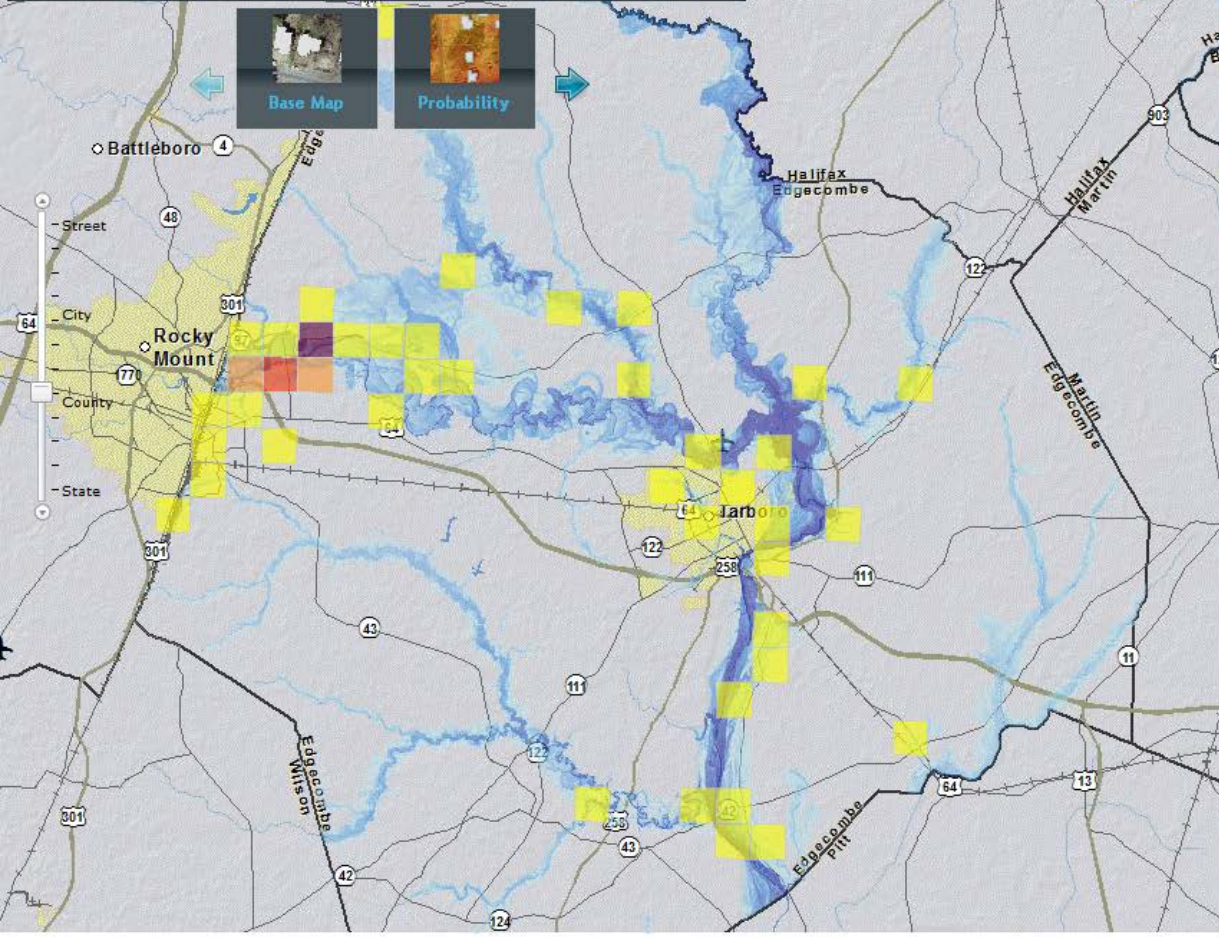 Base Map
Probability
Battleboro
4
Edge
48
903
Halifax
Edgecombe
Halifax
Martin
Street
122
City
301
64
97
Rocky
Mount
770
County
64
Martin
Edgecombe
State
64
Tarboro
301
122
258
111
43
11
111
122
Edgecombe
Wilson
64
13
301
42
258
43
Edgecombe
Pitt
42
124